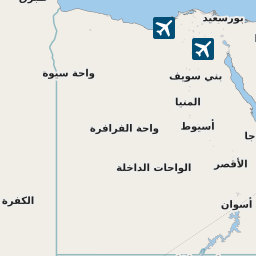 بورسعيد
واحة سيوة
بني سويف
المنيا
واحة الفرافرة
أسيوط
الواحات الداخلة
الأقصر
الكفرة
أسوان